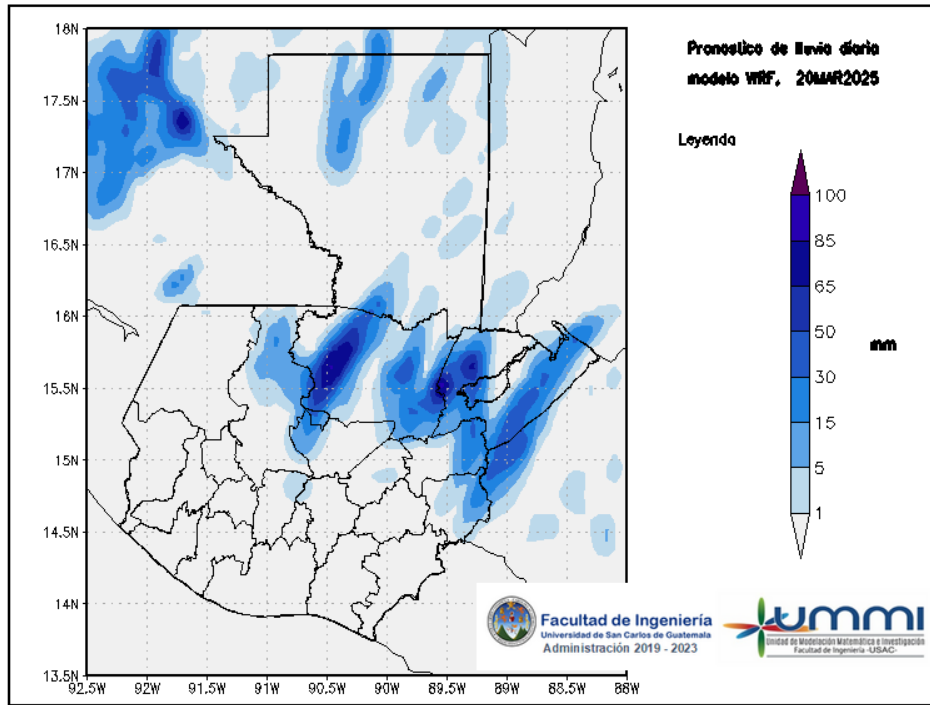 Pronostico de lluvia diaria
modelo WRF, 20MAR2025
Leyenda
100
85
65
50
30
15
5
1
mm
18N
17.5N
17N
16.5N
16N
15.5N
15N
14.5N
14N
13.5N
92.5W 92W 91.5W 91W 90.5W 90W 89.5W 89W 88.5W 88W
Facultad de Ingeniería
Universidad de San Carlos de Guatemala
Administración 2019 - 2023
UMMI
Unidad de Modelación Matemática e Investigación
Facultad de Ingeniería -USAC-